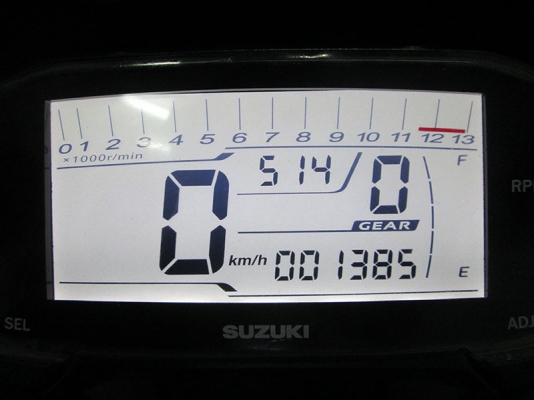 0 1 2 3 4 5 6 7 8 9 10 11 12 13
×1000r/min
F
5:14
0
GEAR
RP
0 km/h
001385
E
SEL
SUZUKI
ADJ